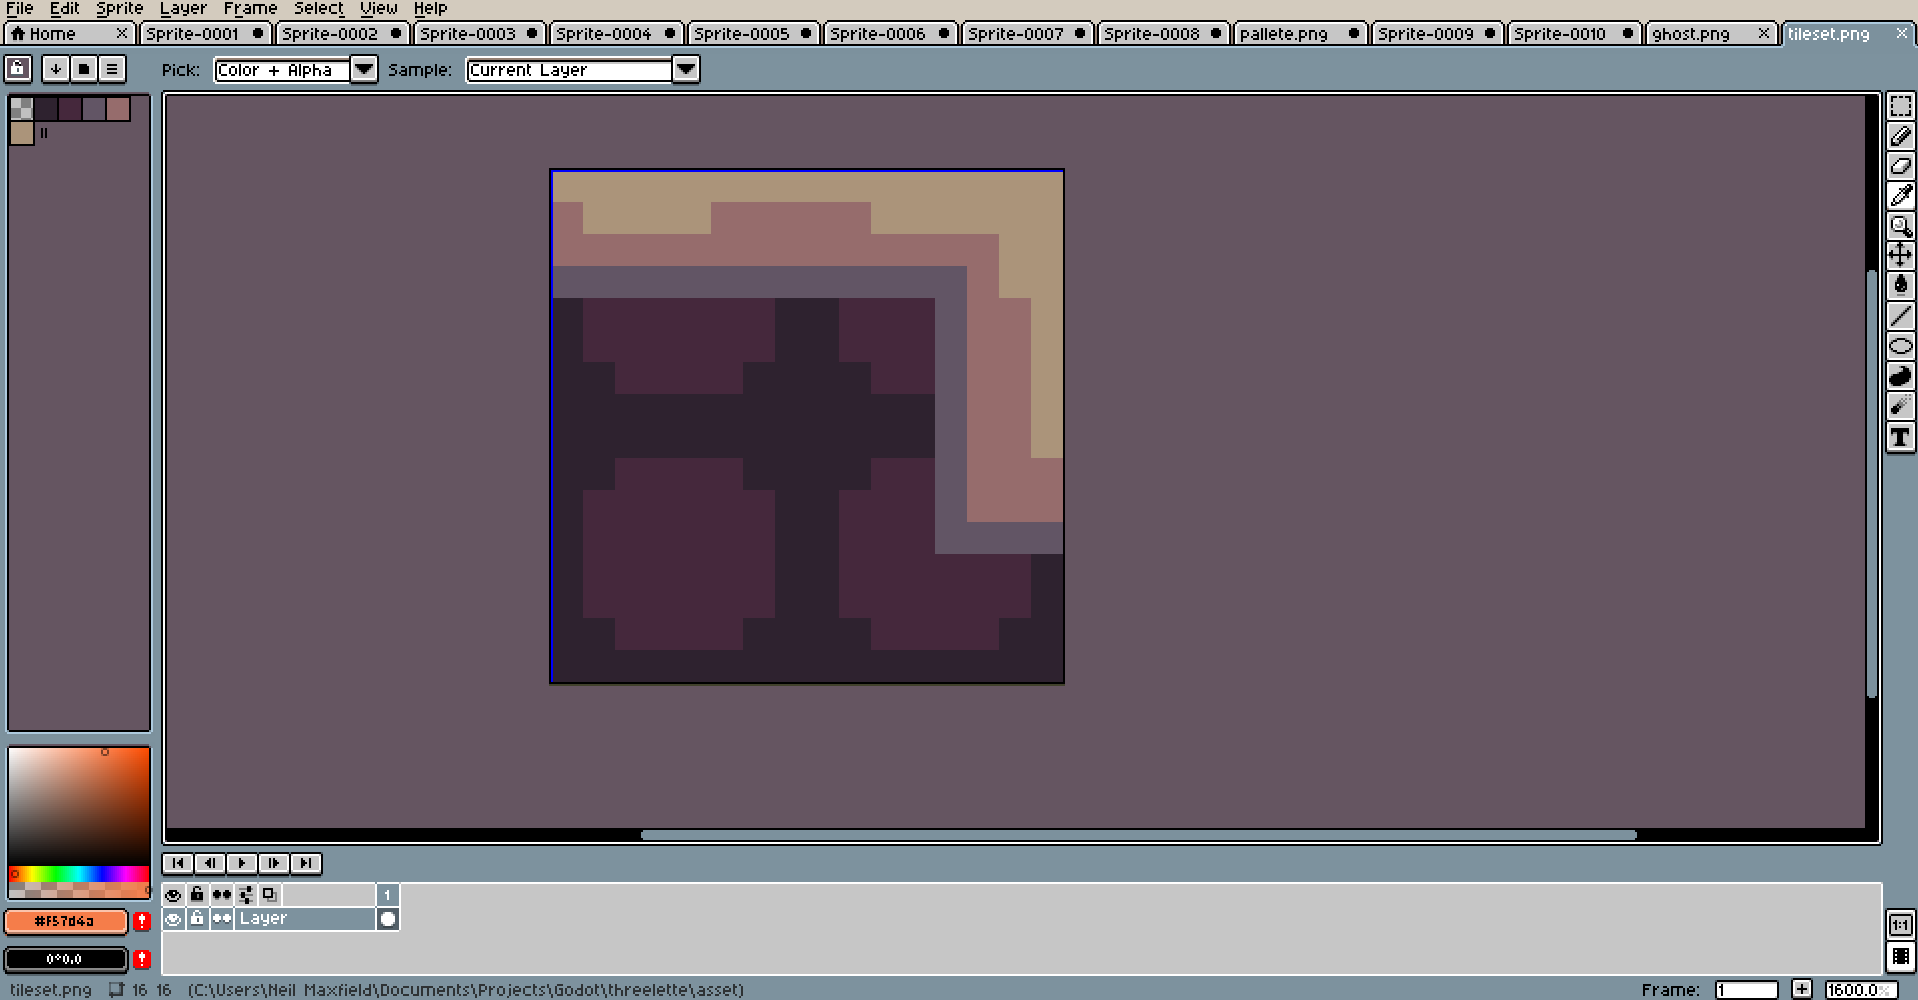 File Edit Sprite Layer Frame Select View Help
Home Sprite-0001 Sprite-0002 Sprite-0003 Sprite-0004 Sprite-0005 Sprite-0006 Sprite-0007 Sprite-0008 pallete.png Sprite-0009 Sprite-0010 ghost.png tileset.png
Pick: Color + Alpha Sample: Current Layer
T
1
Layer
#f57d4a
0°0.0
1:1
tileset.png 16 16 (C:\Users\Neil Maxfield\Documents\Projects\Godot\threelette\asset) Frame: 1 + 1600.0%